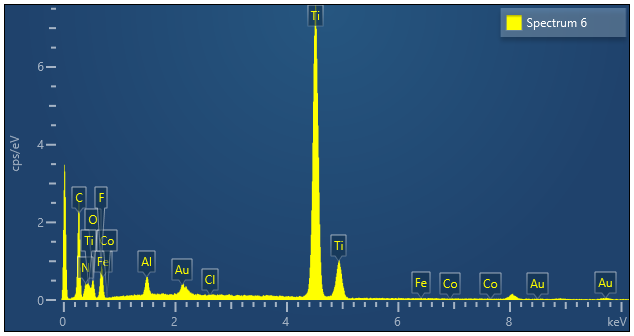 Ti
Spectrum 6
6
cps/eV
4
C
F
O
2
Ti
Co
Ti
N
Fe
Al
Au
Cl
Fe
Co
Co
Au
Au
0
0
2
4
6
8
keV